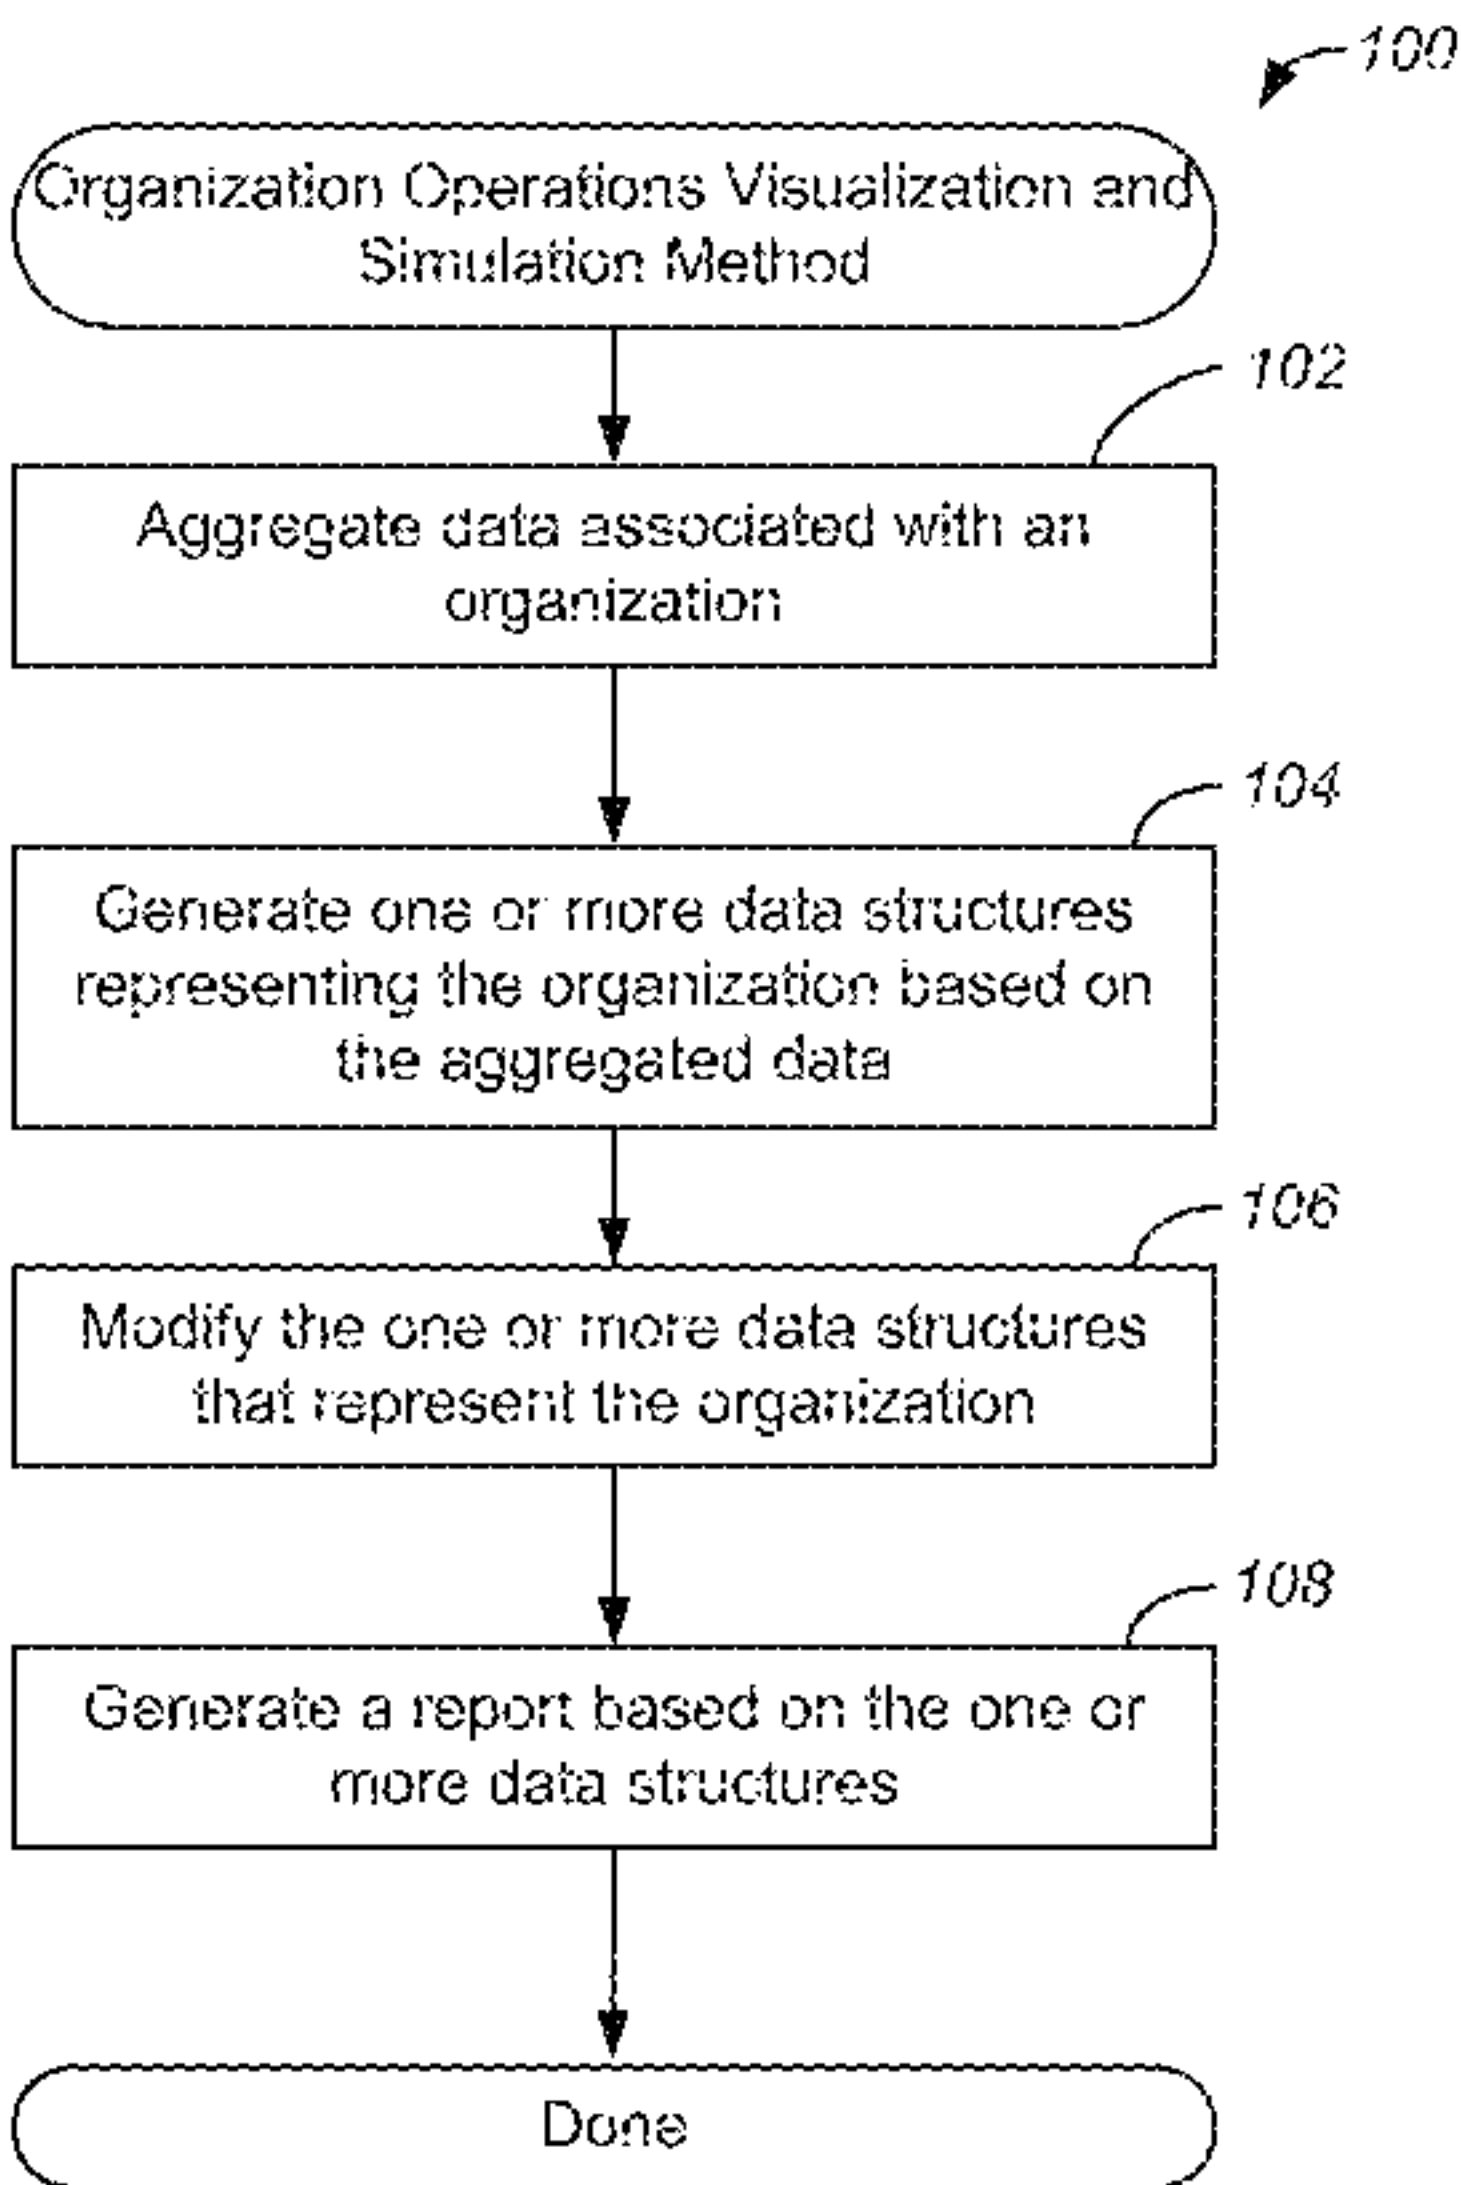 100
Organization Operations Visualization and
Simulation Method
102
Aggregate data associated with an
organization
104
Generate one or more data structures
representing the organization based on
the aggregated data
106
Modify the one or more data structures
that represent the organization
108
Generate a report based on the one or
more data structures
Done